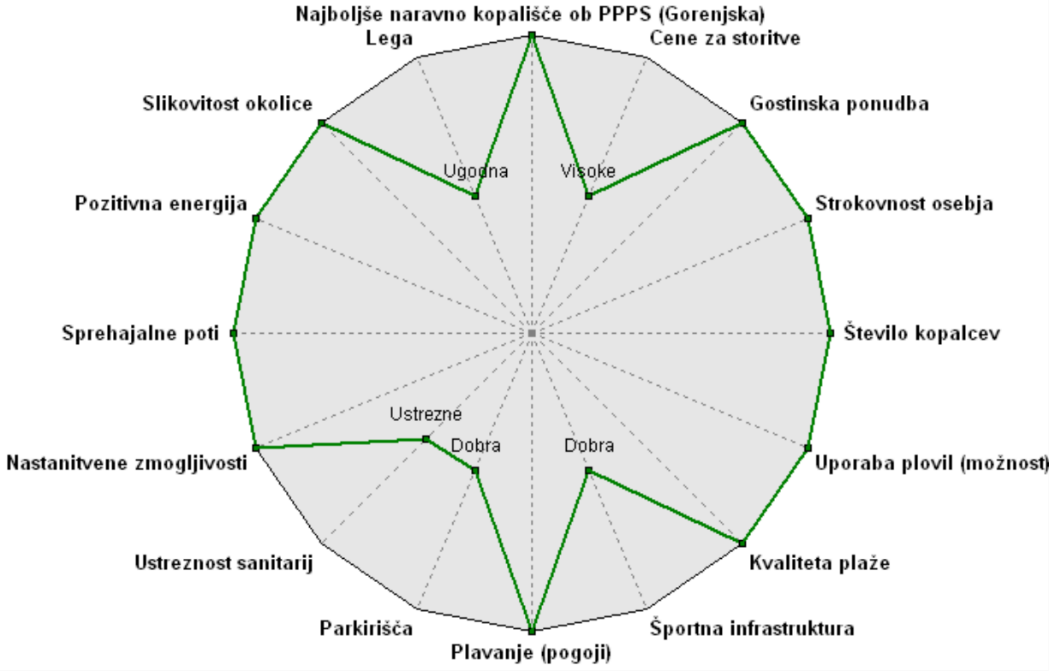 Najboljše naravno kopališče ob PPPS (Gorenjska)
Lega
Cene za storitve
Slikovitost okolice
Gostinska ponudba
Ugodna
Visoke
Pozitivna energija
Strokovnost osebja
Sprehajalne poti
Število kopalcev
Ustrezne
Dobra
Dobra
Nastanitvene zmogljivosti
Uporaba plovil (možnost)
Ustreznost sanitarij
Kvaliteta plaže
Parkirišča
Športna infrastruktura
Plavanje (pogoji)